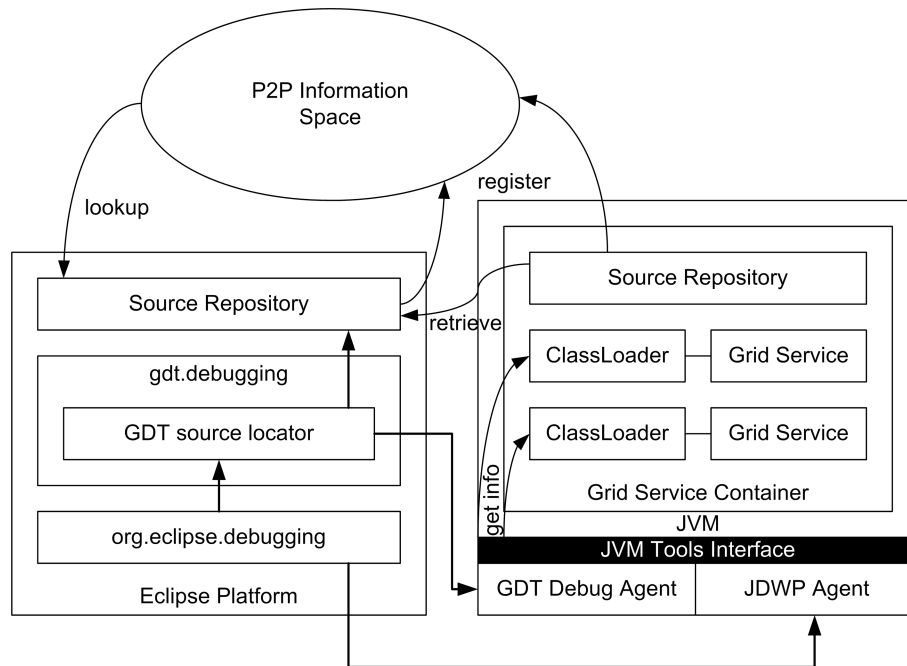 P2P Information
Space
register
lookup
Source Repository
Source Repository
retrieve
gdt.debugging
ClassLoader
Grid Service
GDT source locator
ClassLoader
Grid Service
get info
Grid Service Container
org.eclipse.debugging
JVM
JVM Tools Interface
Eclipse Platform
GDT Debug Agent
JDWP Agent